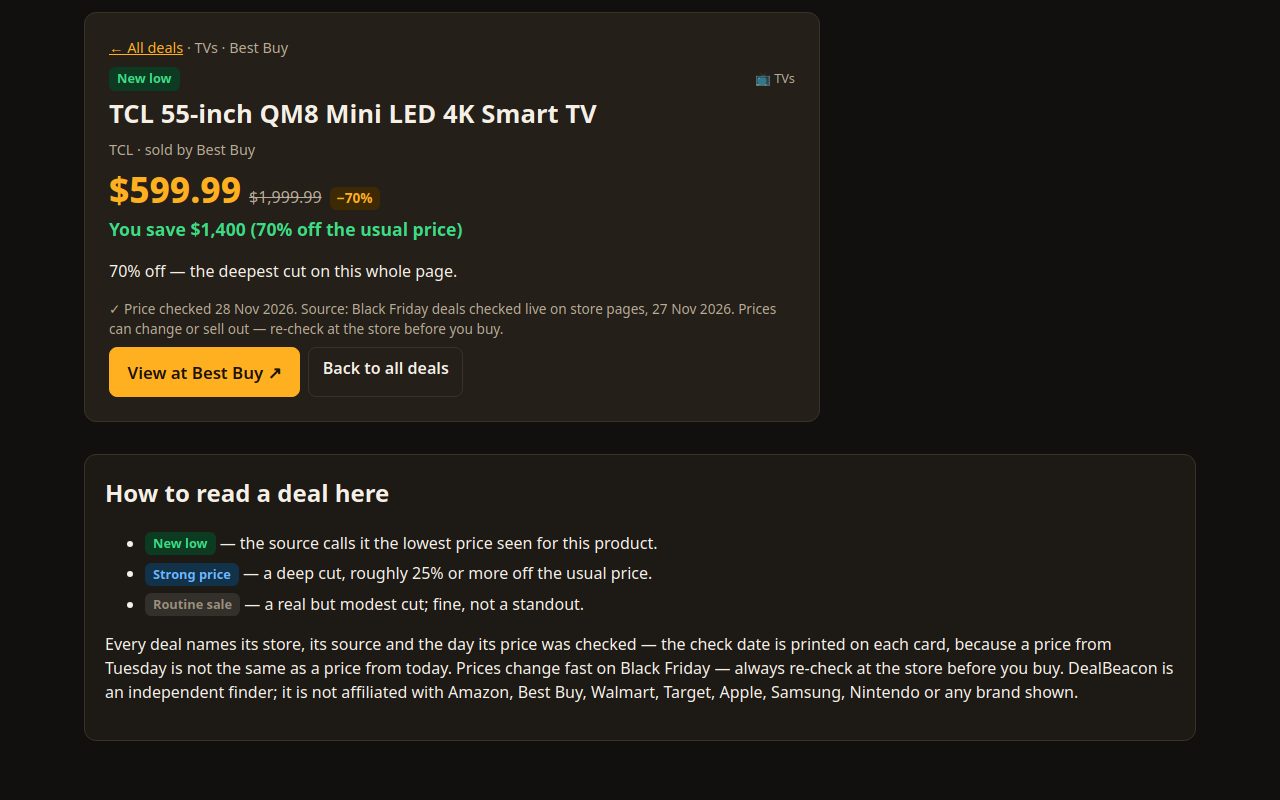 ← All deals · TVs · Best Buy
New low
📺 TVs
TCL 55-inch QM8 Mini LED 4K Smart TV
TCL · sold by Best Buy
$599.99 $1,999.99 −70%
You save $1,400 (70% off the usual price)
70% off — the deepest cut on this whole page.
✓ Price checked 28 Nov 2026. Source: Black Friday deals checked live on store pages, 27 Nov 2026. Prices
can change or sell out — re-check at the store before you buy.
View at Best Buy ↗ Back to all deals
How to read a deal here
• New low — the source calls it the lowest price seen for this product.
• Strong price — a deep cut, roughly 25% or more off the usual price.
• Routine sale — a real but modest cut; fine, not a standout.
Every deal names its store, its source and the day its price was checked — the check date is printed on each card, because a price from
Tuesday is not the same as a price from today. Prices change fast on Black Friday — always re-check at the store before you buy. DealBeacon is
an independent finder; it is not affiliated with Amazon, Best Buy, Walmart, Target, Apple, Samsung, Nintendo or any brand shown.